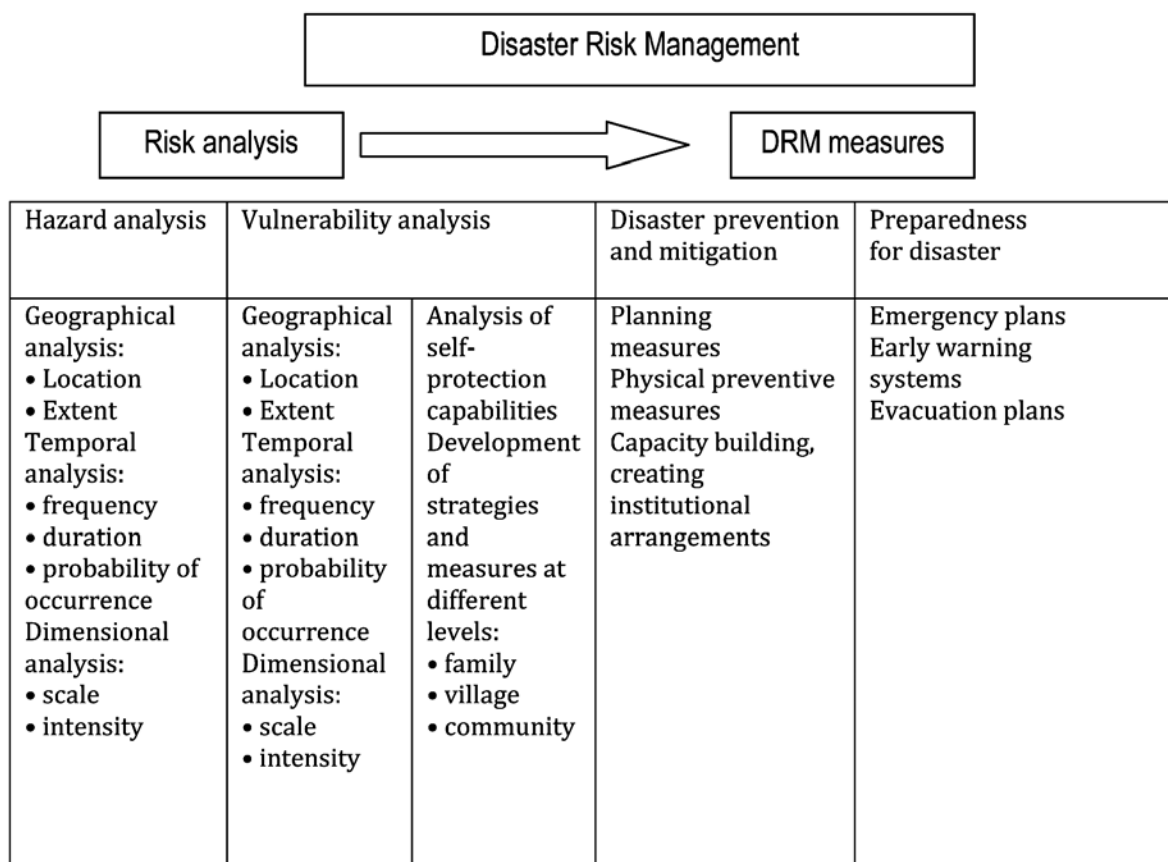 Disaster Risk Management
Risk analysis
DRM measures
Hazard analysis
Vulnerability analysis
Disaster prevention
and mitigation
Preparedness
for disaster
Geographical
analysis:
• Location
• Extent
Temporal
analysis:
• frequency
• duration
• probability of
occurrence
Dimensional
analysis:
• scale
• intensity
Geographical
analysis:
• Location
• Extent
Temporal
analysis:
• frequency
• duration
• probability
of
occurrence
Dimensional
analysis:
• scale
• intensity
Analysis of
self-
protection
capabilities
Development
of
strategies
and
measures at
different
levels:
• family
• village
• community
Planning
measures
Physical preventive
measures
Capacity building,
creating
institutional
arrangements
Emergency plans
Early warning
systems
Evacuation plans